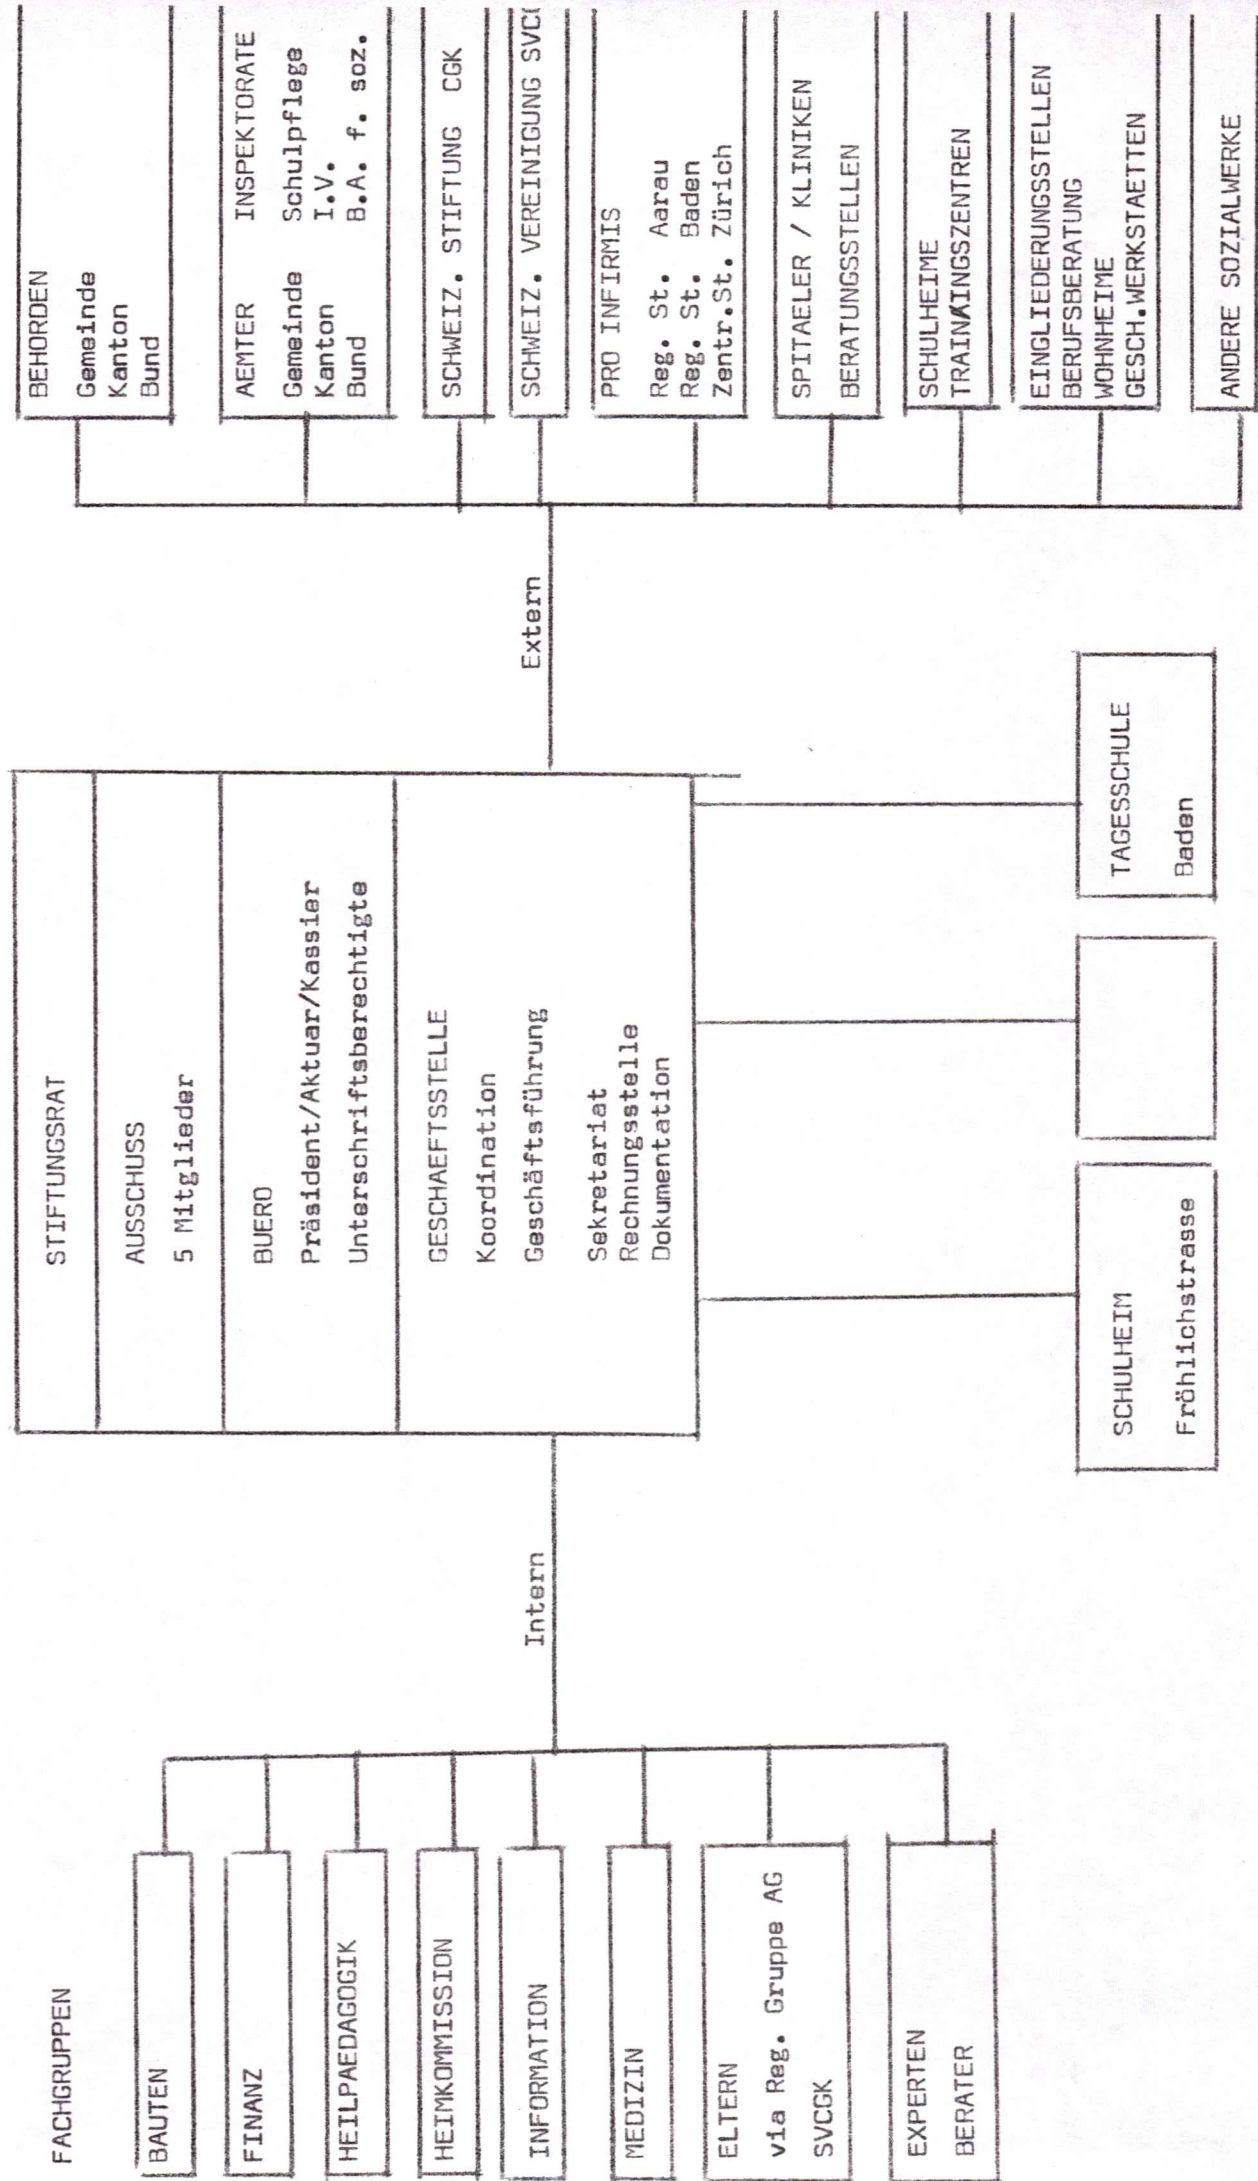 FACHGRUPPEN
BAUTEN
FINANZ
HEILPAEDAGOGIK
HEIMKOMMISSION
INFORMATION
MEDIZIN
ELTERN
via Reg. Gruppe AG
SVCGK
EXPERTEN
BERATER
Intern
STIFTUNGSRAT
AUSSCHUSS
5 Mitglieder
BUERO
Präsident/Aktuar/Kassier
Unterschriftsberechtigte
GESCHAEFTSSTELLE
Koordination
Geschäftsführung
Sekretariat
Rechnungsstelle
Dokumentation
SCHULHEIM
Fröhlichstrasse
TAGESSCHULE
Baden
Extern
BEHORDEN
Gemeinde
Kanton
Bund
AEMTER INSPEKTORATE
Gemeinde Schulpflege
Kanton I.V.
Bund B.A. f. soz.
SCHWEIZ. STIFTUNG CGK
SCHWEIZ. VEREINIGUNG
PRO INFIRMIS
Reg. St. Aarau
Reg. St. Baden
Zentr.St. Zürich
SPITAELER / KLINIKEN
BERATUNGSSTELLEN
SCHULHEIME
EINGLIEDERUNGSSTELLEN
BERUFSBERATUNG
WOHNHEIME
GESCH.WERKSTAETTEN
ANDERE SOZIALWERKE